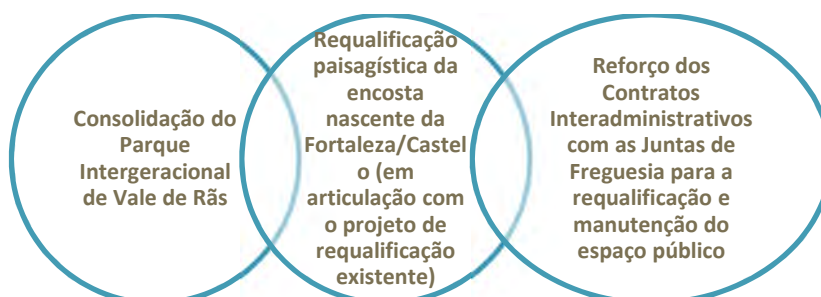 Consolidação do
Parque
Intergeracional
de Vale de Rãs
Requalificação
paisagística da
encosta
nascente da
Fortaleza/Castel
o (em
articulação com
o projeto de
requalificação
existente)
Reforço dos
Contratos
Interadministrativos
com as Juntas de
Freguesia para a
requalificação e
manutenção do
espaço público